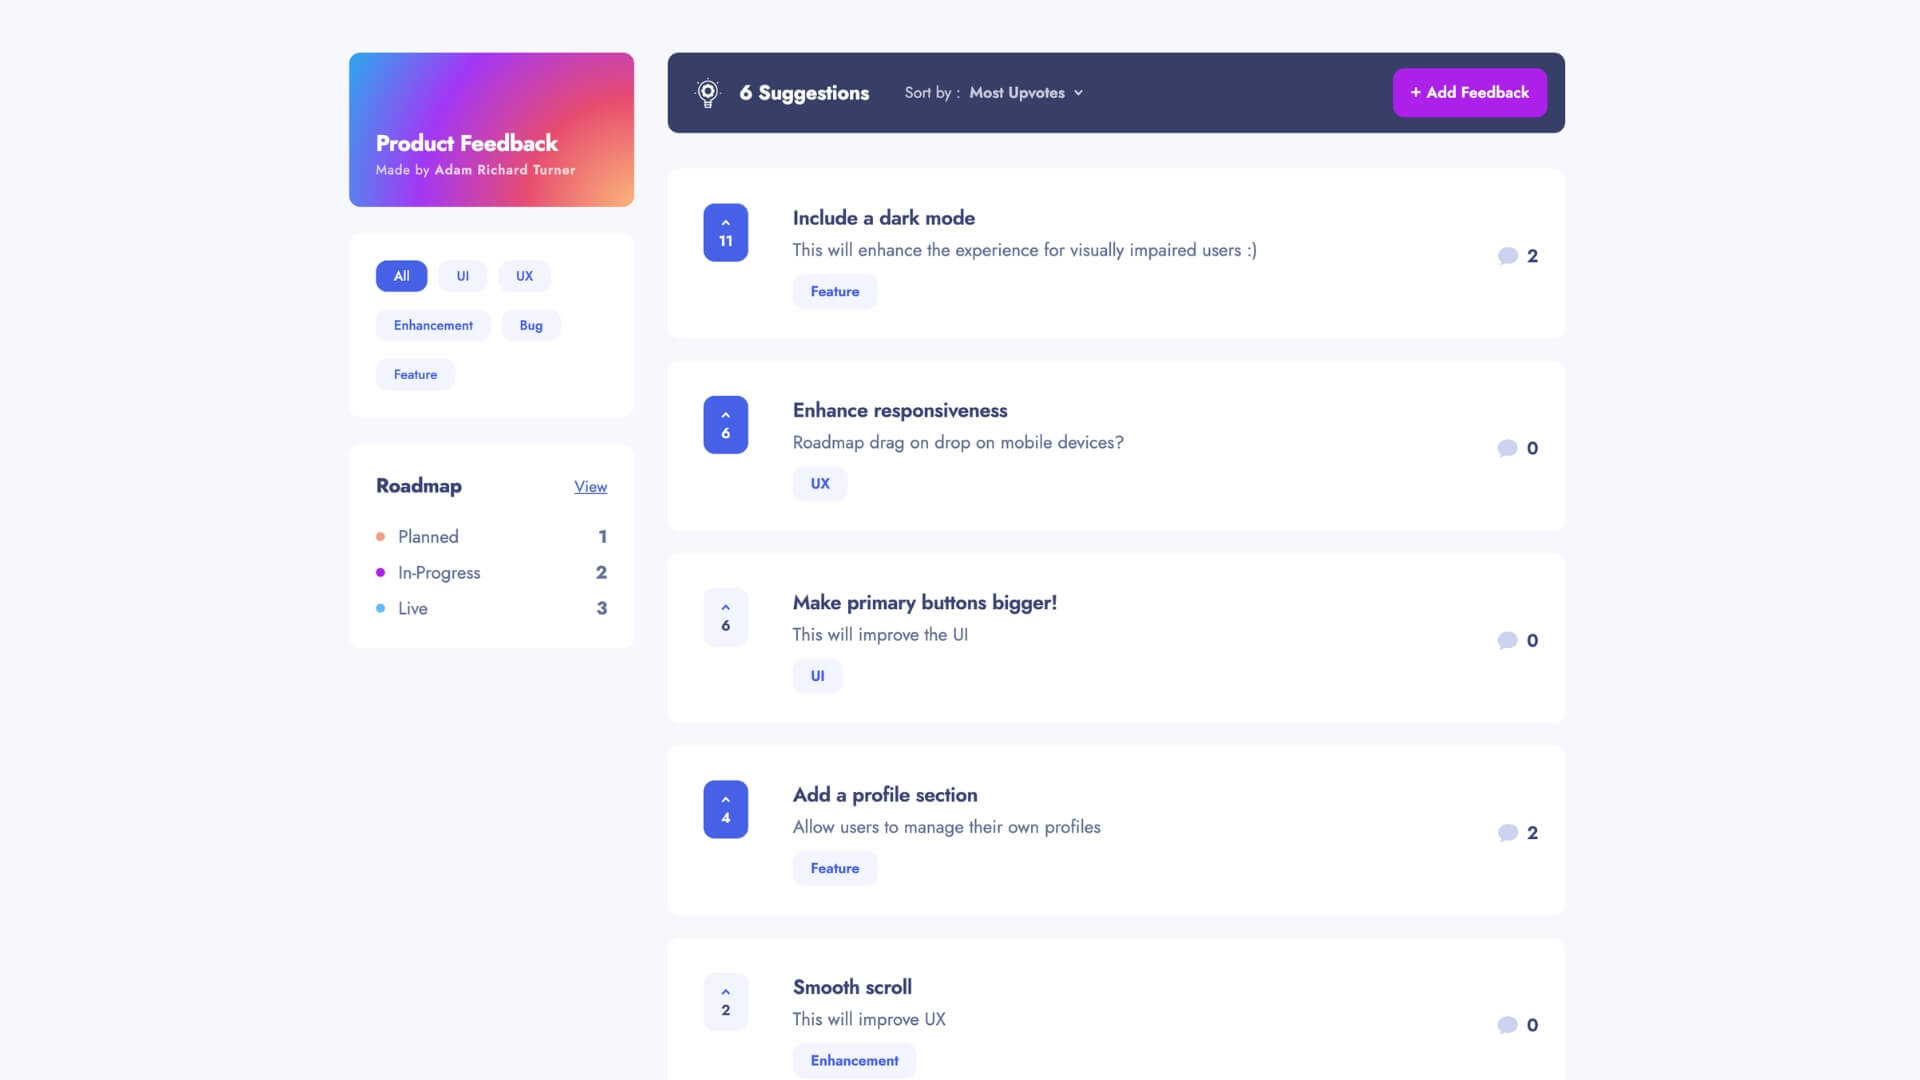 Product Feedback
Made by Adam Richard Turner
All
UI
UX
Enhancement
Bug
Feature
Roadmap
View
Planned
1
In-Progress
2
Live
3
6 Suggestions
Sort by : Most Upvotes
+ Add Feedback
11
Include a dark mode
This will enhance the experience for visually impaired users :)
Feature
2
6
Enhance responsiveness
Roadmap drag on drop on mobile devices?
UX
0
6
Make primary buttons bigger!
This will improve the UI
UI
0
4
Add a profile section
Allow users to manage their own profiles
Feature
2
2
Smooth scroll
This will improve UX
Enhancement
0